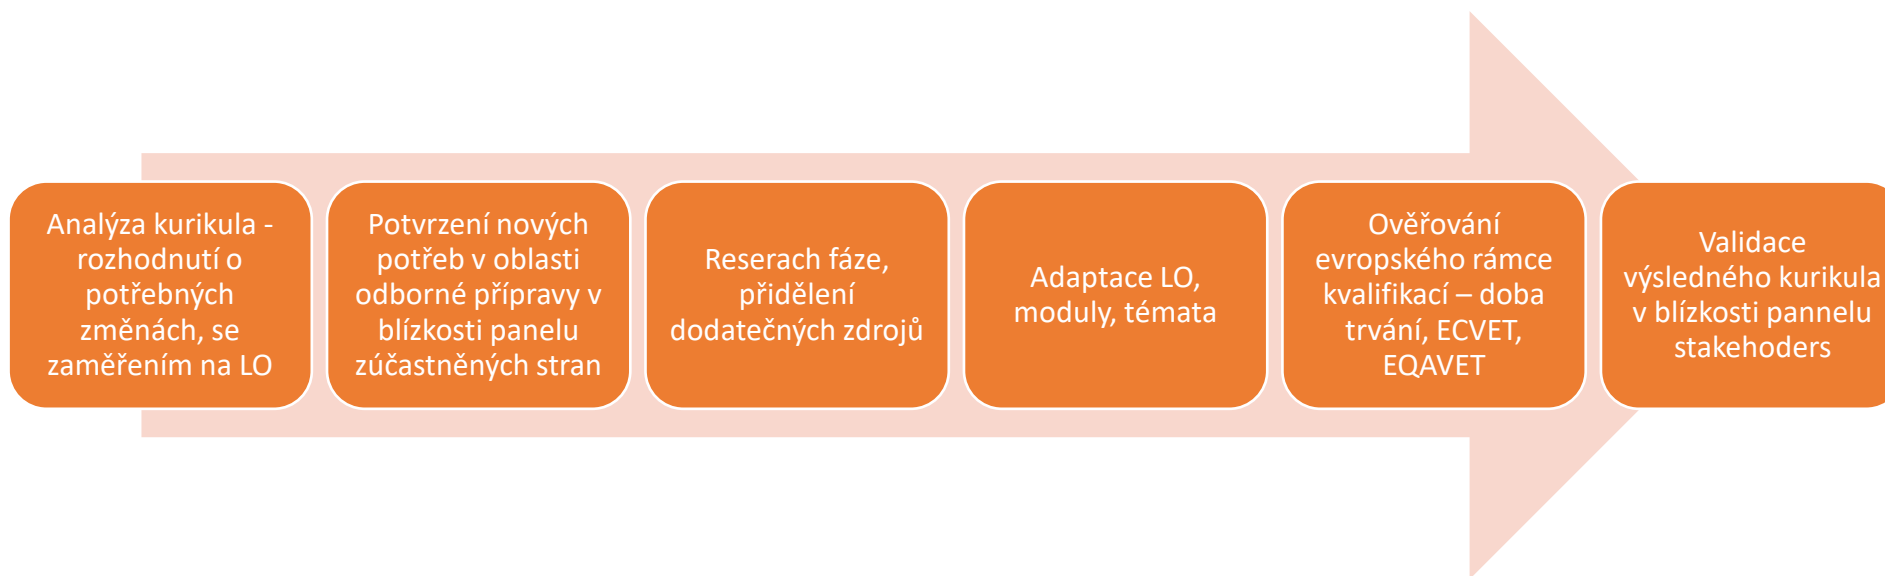 Analýza kurikula -
rozhodnutí o
potřebných
změnách, se
zaměřením na LO
Potvrzení nových
potřeb v oblasti
odborné přípravy v
blízkosti panelu
zúčastněných stran
Reserach fáze,
přidělení
dodatečných zdrojů
Adaptace LO,
moduly, témata
Ověřování
evropského rámce
kvalifikací – doba
trvání, ECVET,
EQAVET
Validace
výsledného kurikula
v blízkosti pannelu
stakehoders